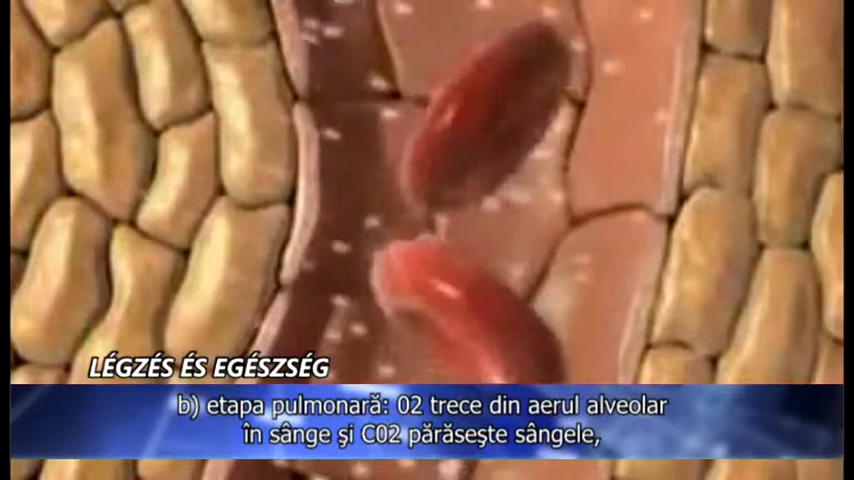 LÉGZÉS ÉS EGÉSZSÉG
b) etapa pulmonară: 02 trece din aerul alveolar
în sânge şi C02 părăseşte sângele,